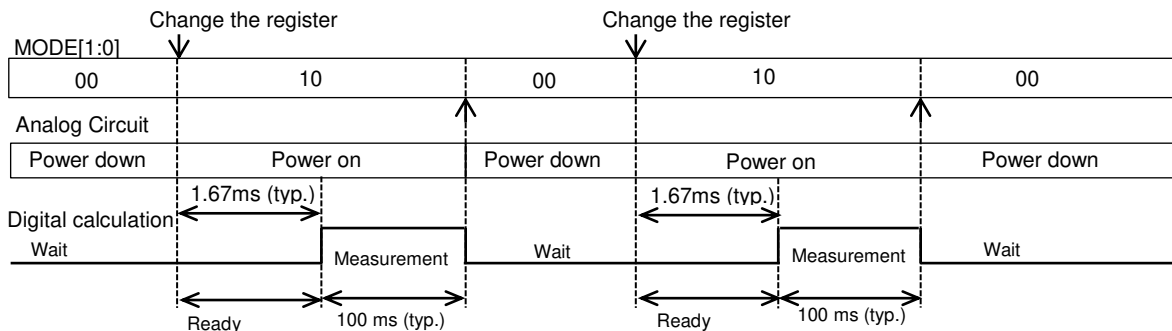 Change the register Change the register
MODE[1:0]
00 10 00 10 00
Analog Circuit
Power down Power on Power down Power on Power down
1.67ms (typ.) 1.67ms (typ.)
Digital calculation
Wait Measurement Wait Measurement Wait
Ready 100 ms (typ.) Ready 100 ms (typ.)